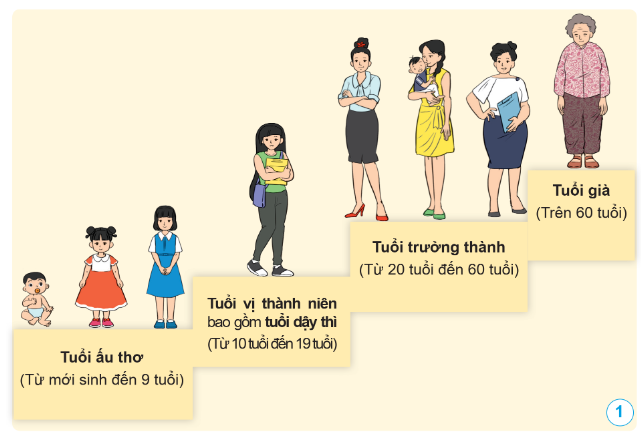 Tuổi ấu thơ
(Từ mới sinh đến 9 tuổi)
Tuổi vị thành niên
bao gồm tuổi dậy thì
(Từ 10 tuổi đến 19 tuổi)
Tuổi trưởng thành
(Từ 20 tuổi đến 60 tuổi)
Tuổi già
(Trên 60 tuổi)
1